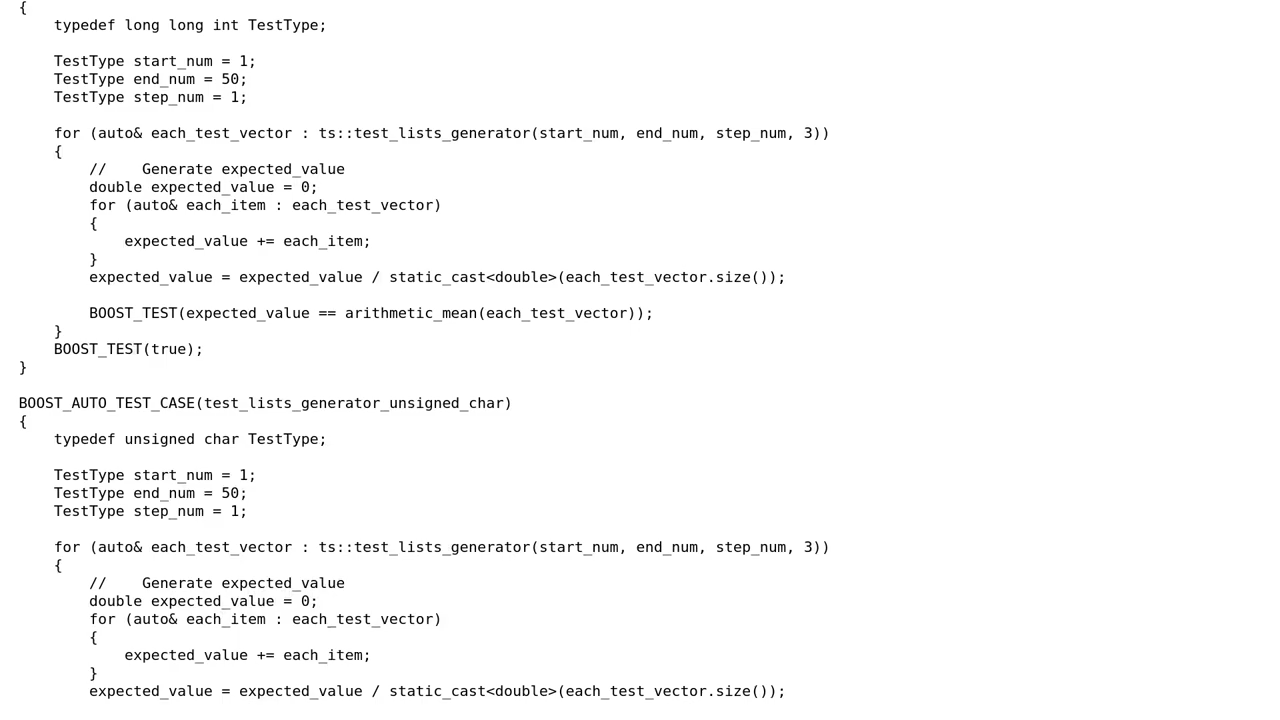 {
    typedef long long int TestType;

    TestType start_num = 1;
    TestType end_num = 50;
    TestType step_num = 1;

    for (auto& each_test_vector : ts::test_lists_generator(start_num, end_num, step_num, 3))
    {
        //    Generate expected_value
        double expected_value = 0;
        for (auto& each_item : each_test_vector)
        {
            expected_value += each_item;
        }
        expected_value = expected_value / static_cast<double>(each_test_vector.size());

        BOOST_TEST(expected_value == arithmetic_mean(each_test_vector));
    }
    BOOST_TEST(true);
}

BOOST_AUTO_TEST_CASE(test_lists_generator_unsigned_char)
{
    typedef unsigned char TestType;

    TestType start_num = 1;
    TestType end_num = 50;
    TestType step_num = 1;

    for (auto& each_test_vector : ts::test_lists_generator(start_num, end_num, step_num, 3))
    {
        //    Generate expected_value
        double expected_value = 0;
        for (auto& each_item : each_test_vector)
        {
            expected_value += each_item;
        }
        expected_value = expected_value / static_cast<double>(each_test_vector.size());